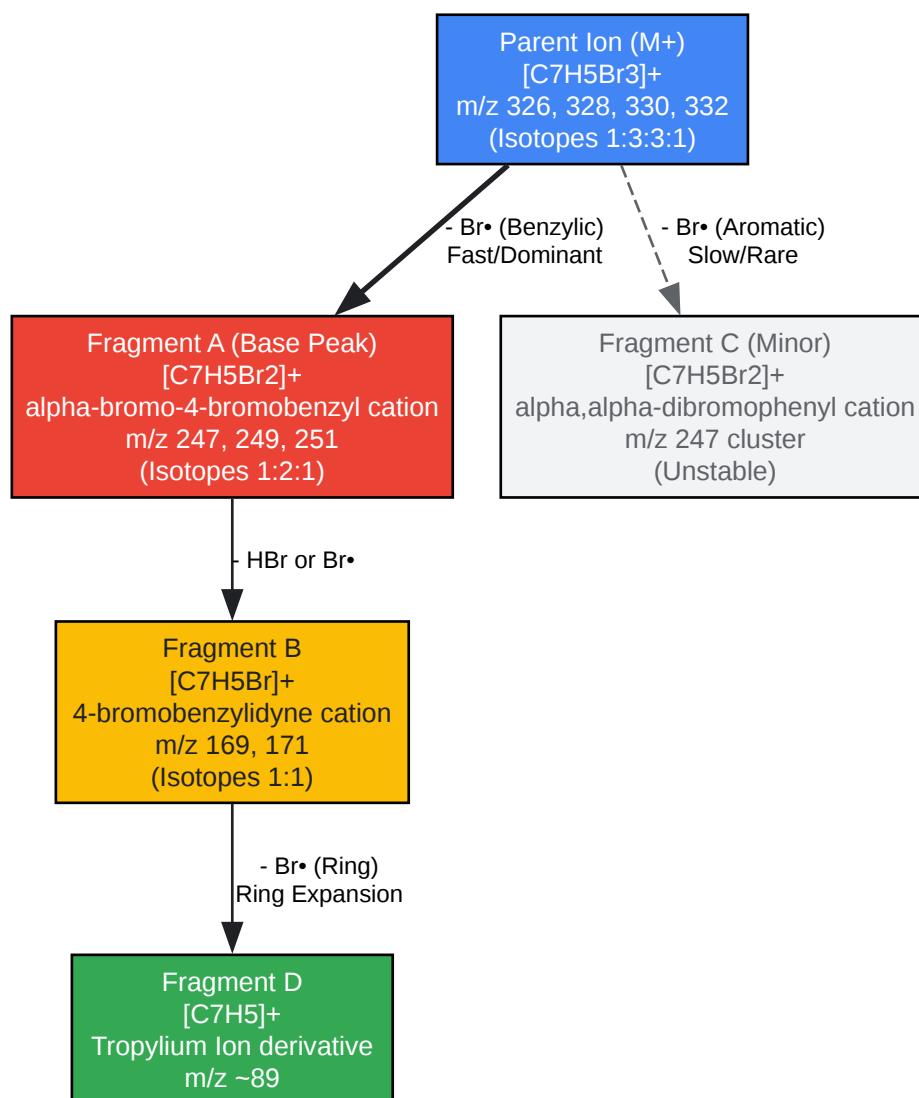 Parent Ion (M+)
[C7H5Br3]+
m/z 326, 328, 330, 332
(Isotopes 1:3:3:1)
- Br• (Benzylic)
Fast/Dominant
- Br• (Aromatic)
Slow/Rare
Fragment A (Base Peak)
[C7H5Br2]+
alpha-bromo-4-bromobenzyl cation
m/z 247, 249, 251
(Isotopes 1:2:1)
Fragment C (Minor)
[C7H5Br2]+
alpha,alpha-dibromophenyl cation
m/z 247 cluster
(Unstable)
- HBr or Br•
Fragment B
[C7H5Br]+
4-bromobenzylidyne cation
m/z 169, 171
(Isotopes 1:1)
- Br• (Ring)
Ring Expansion
Fragment D
[C7H5]+
Tropylium Ion derivative
m/z ~89